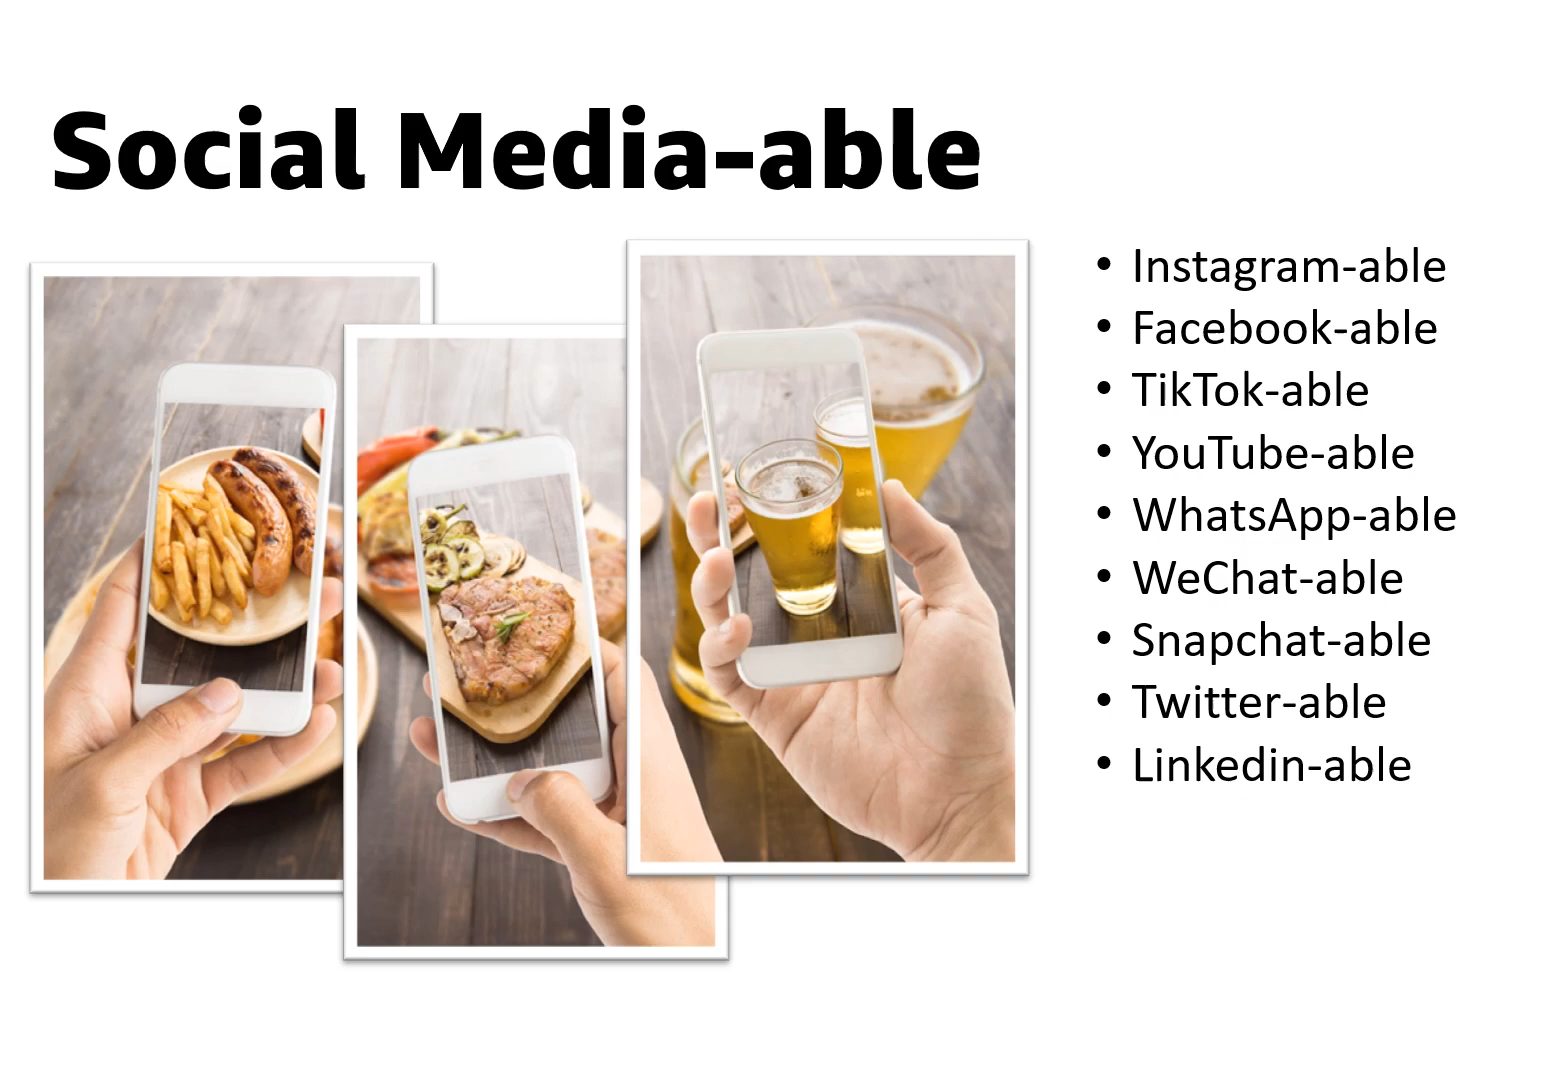 Social Media-able
• Instagram-able
• Facebook-able
• TikTok-able
• YouTube-able
• WhatsApp-able
• WeChat-able
• Snapchat-able
• Twitter-able
• Linkedin-able